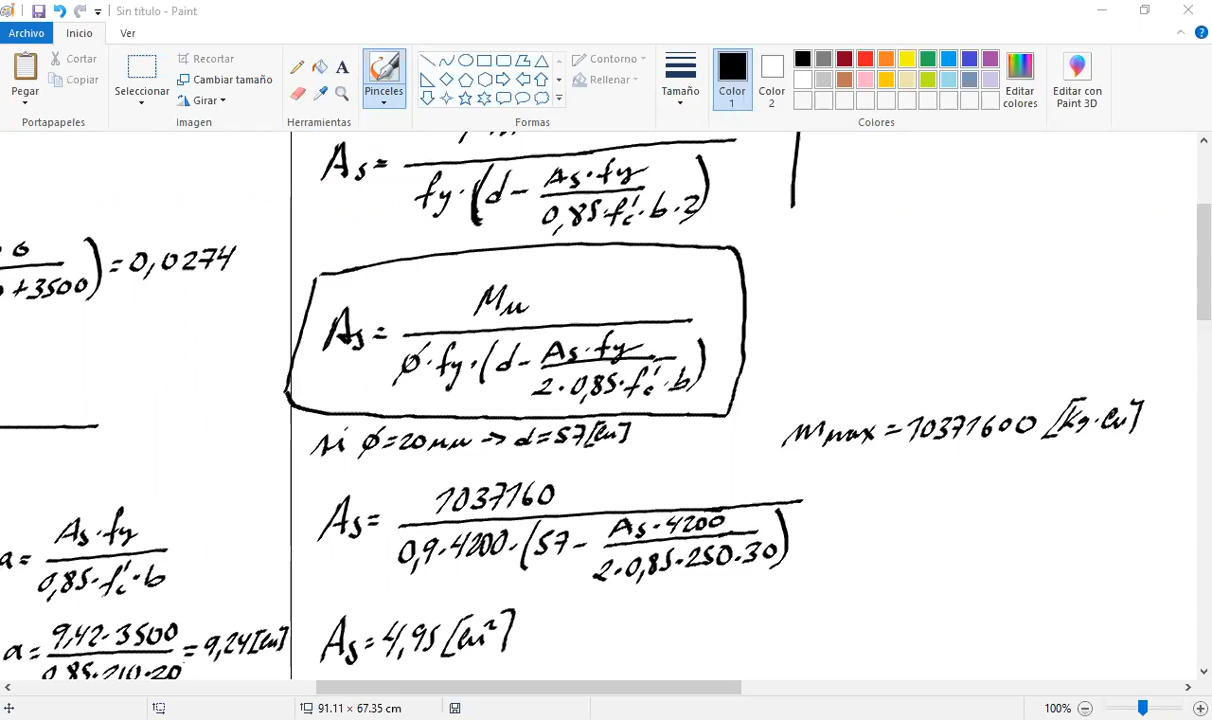 Sin título - Paint
Archivo Inicio Ver
Pegar
Cortar
Copiar
Portapapeles
Seleccionar
Recortar
Cambiar tamaño
Girar
Imagen
Herramientas
Pinceles
Contorno
Rellenar
Formas
Tamaño
Color 1
Color 2
Editar colores
Colores
Editar con Paint 3D
As = / fy·(d - As·fy / 0,85·f'c·b·2)
+3500) = 0,0274
As = Mu / ø·fy·(d - As·fy / 2·0,85·f'c·b)
si ø=20mm → d=57[cm]
Mmax = 10371600 [kg·cm]
As = 1037160 / 0,9·4200·(57 - As·4200 / 2·0,85·250·30)
a = As·fy / 0,85·f'c·b
As = 4,95 [cm²]
a = 9,42·3500 / 0,85·210·20 = 9,24[cm]
91.11 × 67.35 cm
100%